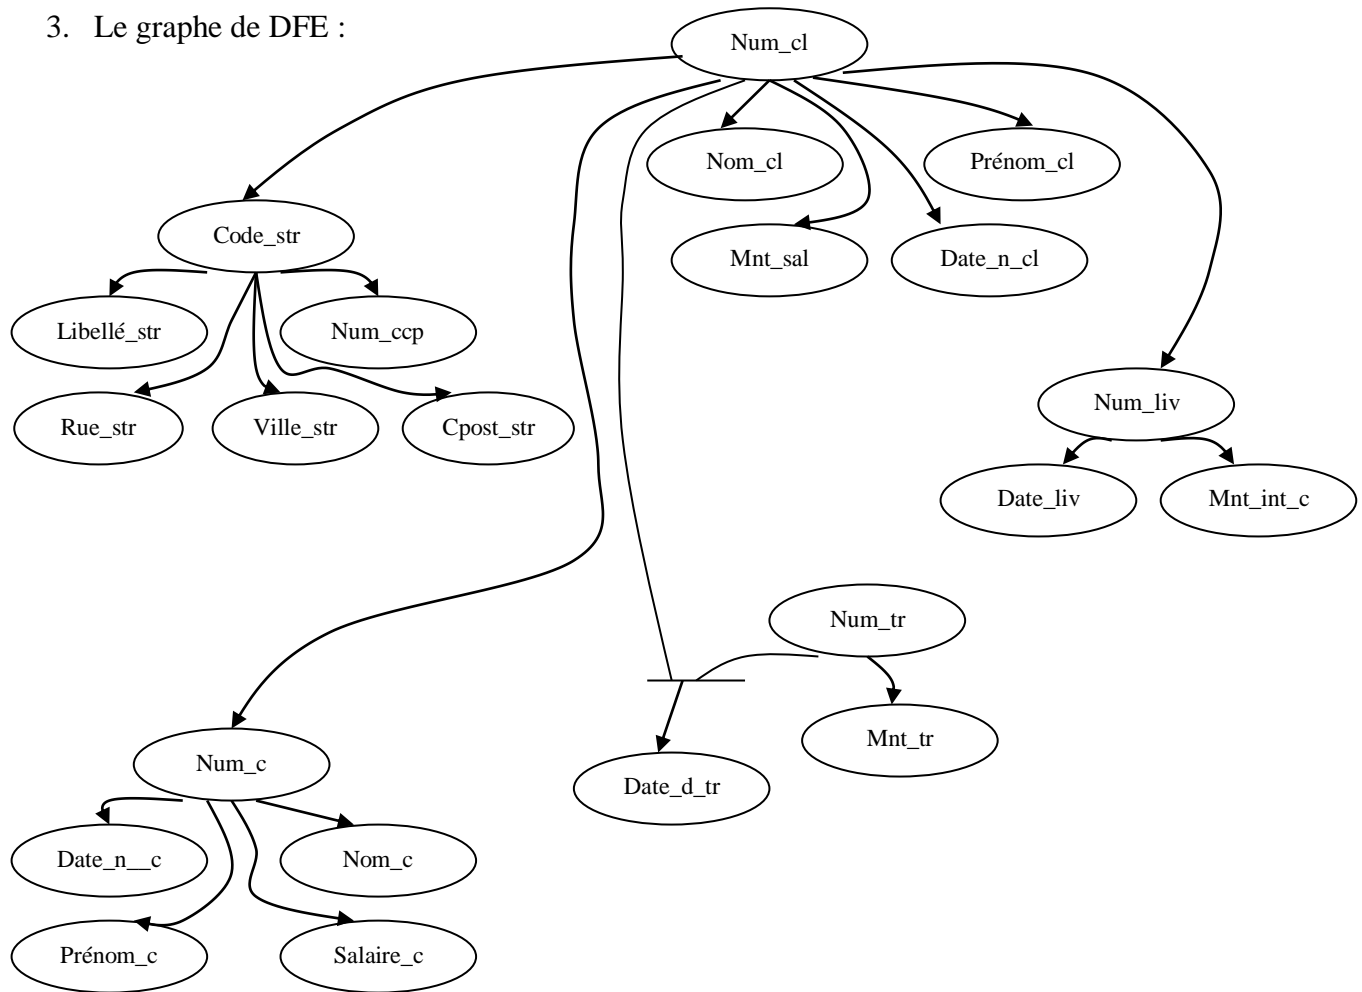 3. Le graphe de DFE :
Num_cl
Nom_cl
Prénom_cl
Code_str
Mnt_sal
Date_n_cl
Libellé_str
Num_ccp
Num_liv
Rue_str
Ville_str
Cpost_str
Date_liv
Mnt_int_c
Num_tr
Mnt_tr
Num_c
Date_d_tr
Date_n__c
Nom_c
Prénom_c
Salaire_c